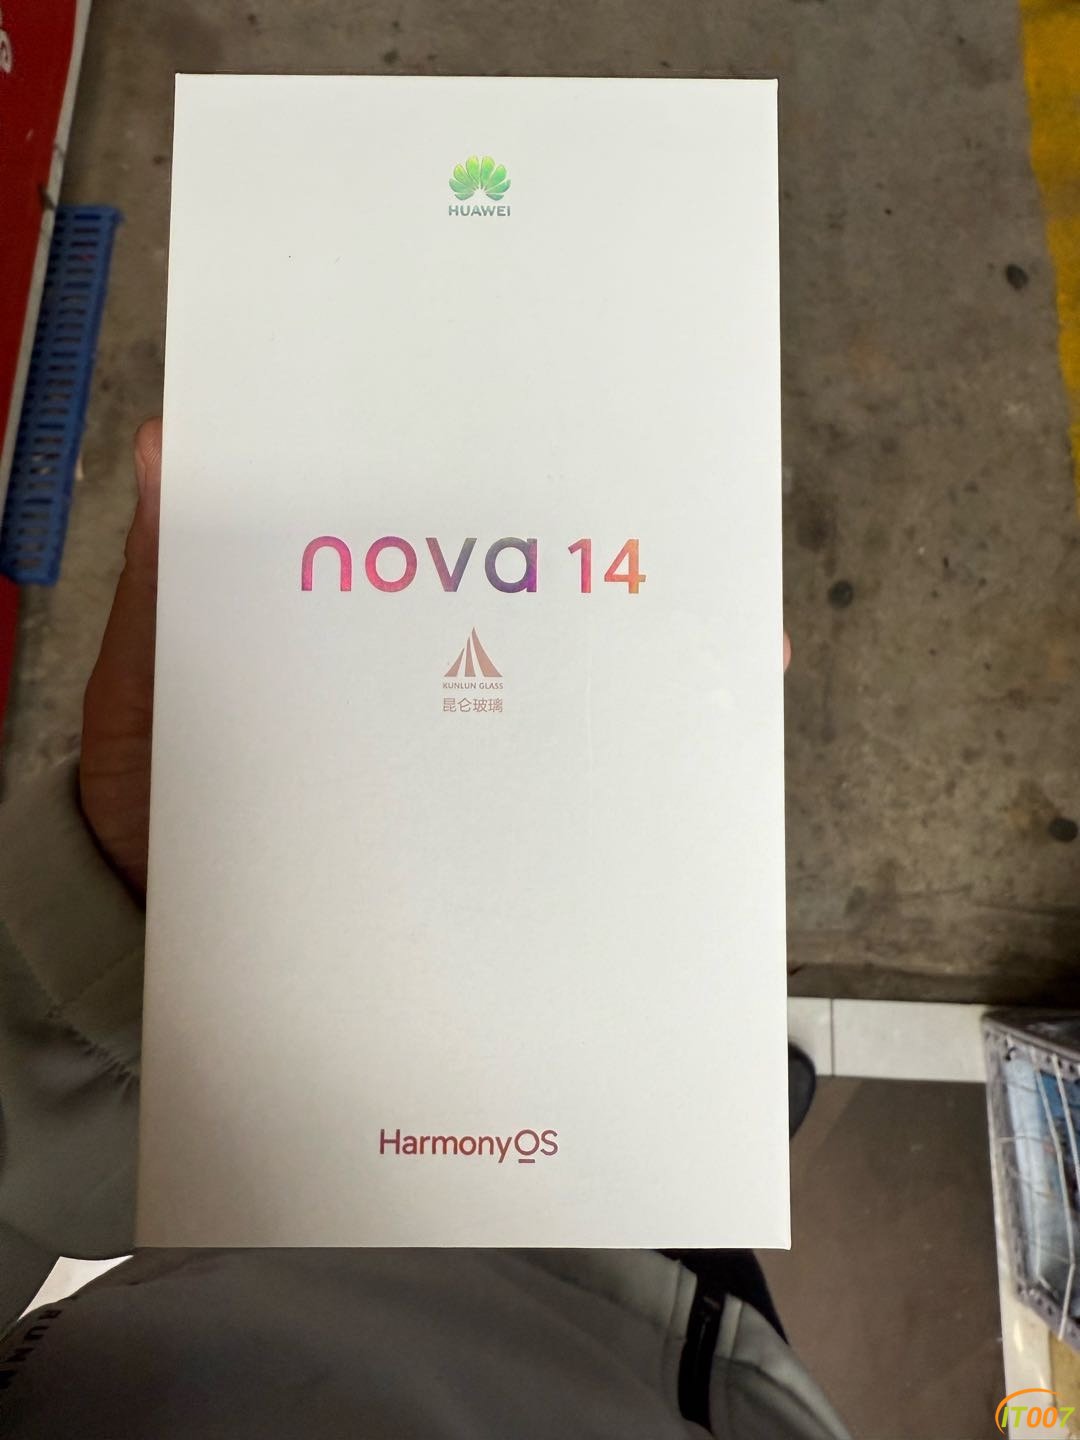 HUAWEI
nova 14
KUNLUN GLASS
昆仑玻璃
HarmonyOS
IT007